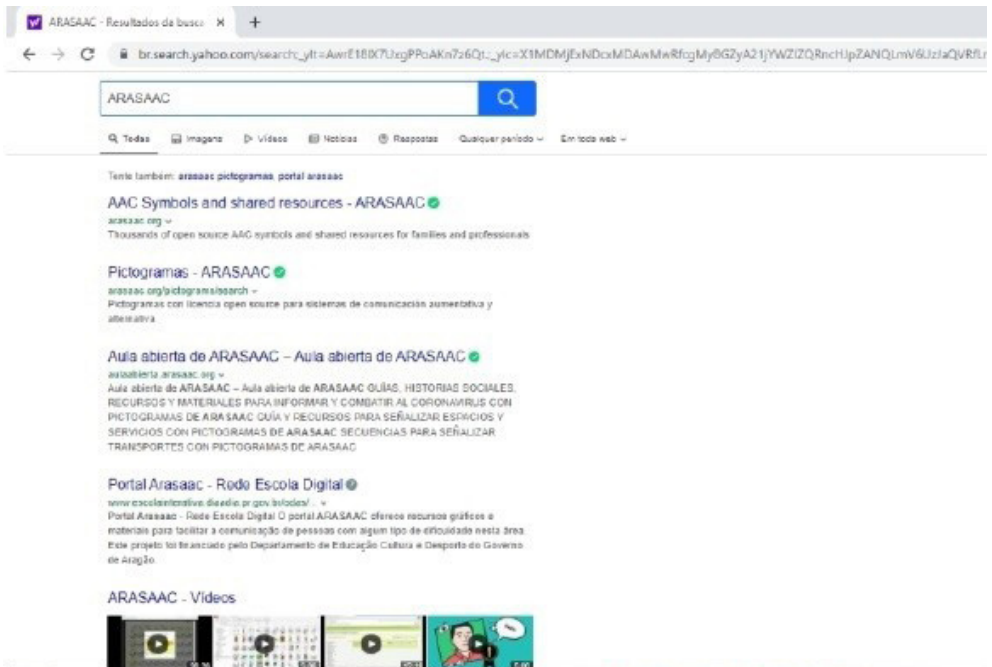 ARASAAC - Resultados da busca
br.search.yahoo.com/search;_ylt=
ARASAAC
Todas Imagens Vídeos Notícias Respostas Qualquer período Em toda web
Tente também: arasaac pictogramas, portal arasaac
AAC Symbols and shared resources - ARASAAC
arasaac.org
Thousands of open source AAC symbols and shared resources for families and professionals
Pictogramas - ARASAAC
arasaac.org/pictograms/search
Pictogramas con licencia open source para sistemas de comunicación aumentativa y
alternativa
Aula abierta de ARASAAC – Aula abierta de ARASAAC
aulaabierta.arasaac.org
Aula abierta de ARASAAC – Aula abierta de ARASAAC GUÍAS, HISTORIAS SOCIALES,
RECURSOS Y MATERIALES PARA INFORMAR Y COMBATIR AL CORONAVIRUS CON
PICTOGRAMAS DE ARASAAC GUÍA Y RECURSOS PARA SEÑALIZAR ESPACIOS Y
SERVICIOS CON PICTOGRAMAS DE ARASAAC SECUENCIAS PARA SEÑALIZAR
TRANSPORTES CON PICTOGRAMAS DE ARASAAC
Portal Arasaac - Rede Escola Digital
Portal Arasaac - Rede Escola Digital O portal ARASAAC oferece recursos gráficos e
materiais para facilitar a comunicação de pessoas com algum tipo de dificuldade nesta área.
Este projeto foi financiado pelo Departamento de Educação Cultura e Desporto do Governo
de Aragão.
ARASAAC - Vídeos